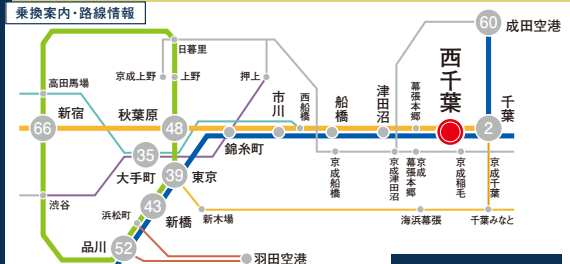 乗換案内・路線情報
60
成田空港
日暮里
京成上野
上野
押上
高田馬場
市川
西船橋
船橋
津田沼
幕張本郷
西千葉
千葉
新宿
秋葉原
66
48
2
35
錦糸町
大手町
39
東京
京成船橋
京成津田沼
京成幕張本郷
京成稲毛
京成千葉
渋谷
43
浜松町
新橋
新木場
海浜幕張
千葉みなと
品川
52
羽田空港